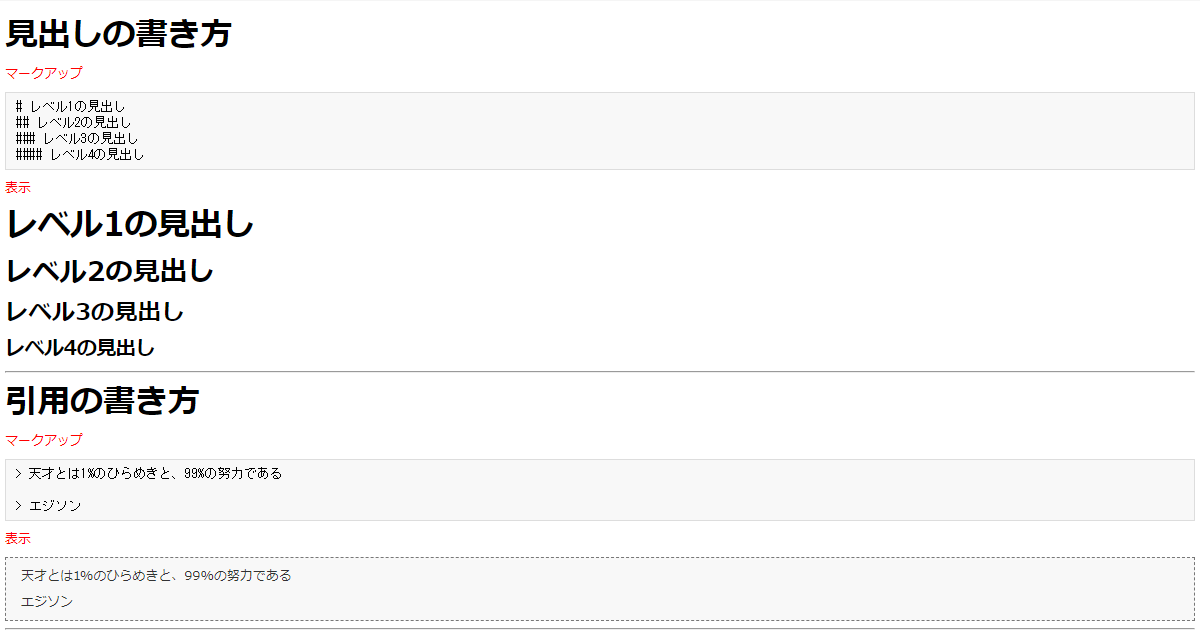 見出しの書き方
マークアップ
# レベル1の見出し
## レベル2の見出し
### レベル3の見出し
#### レベル4の見出し
表示
レベル1の見出し
レベル2の見出し
レベル3の見出し
レベル4の見出し
引用の書き方
マークアップ
> 天才とは1%のひらめきと、99%の努力である
> エジソン
表示
天才とは1%のひらめきと、99%の努力である
エジソン